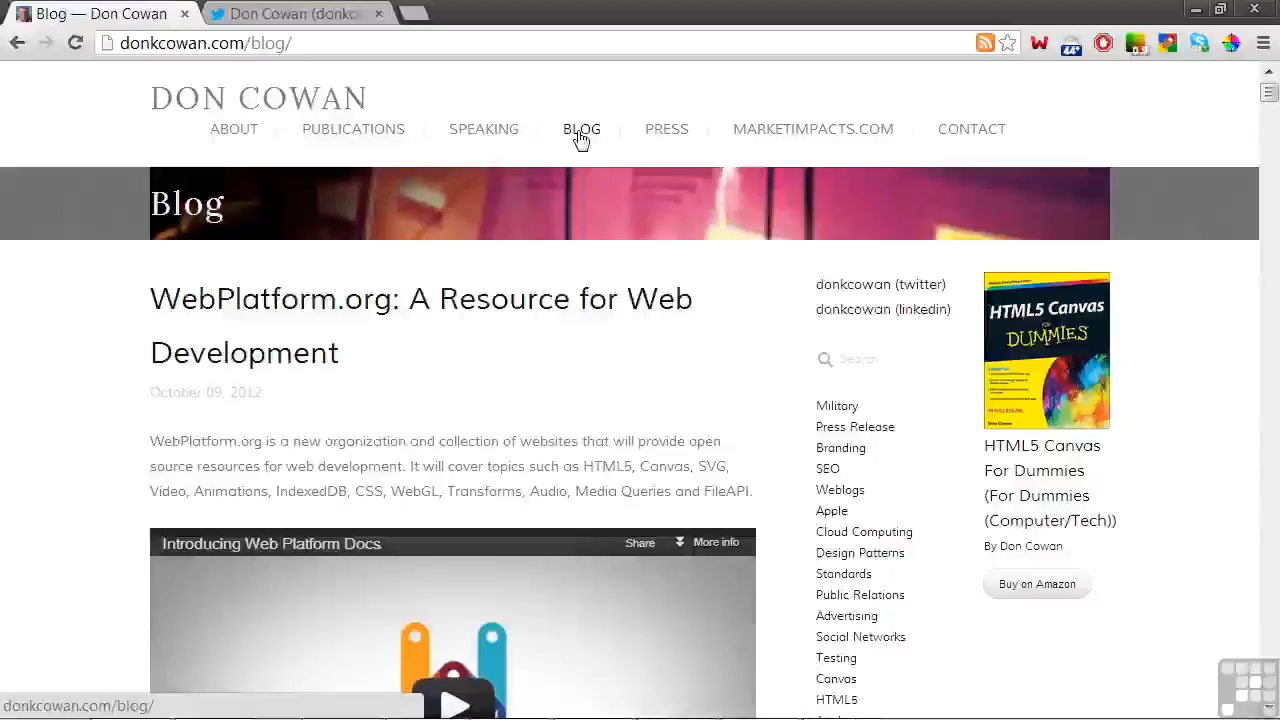 Blog — Don Cowan
Don Cowan (donkc
donkcowan.com/blog/
DON COWAN
ABOUT PUBLICATIONS SPEAKING BLOG PRESS MARKETIMPACTS.COM CONTACT
Blog
WebPlatform.org: A Resource for Web
Development
October 09, 2012
WebPlatform.org is a new organization and collection of websites that will provide open
source resources for web development. It will cover topics such as HTML5, Canvas, SVG,
Video, Animations, IndexedDB, CSS, WebGL, Transforms, Audio, Media Queries and FileAPI.
Introducing Web Platform Docs Share More info
donkcowan (twitter)
donkcowan (linkedin)
Search
Military
Press Release
Branding
SEO
Weblogs
Apple
Cloud Computing
Design Patterns
Standards
Public Relations
Advertising
Social Networks
Testing
Canvas
HTML5
HTML5 Canvas
FOR
DUMMIES
HTML5 Canvas
For Dummies
(For Dummies
(Computer/Tech))
By Don Cowan
Buy on Amazon
donkcowan.com/blog/